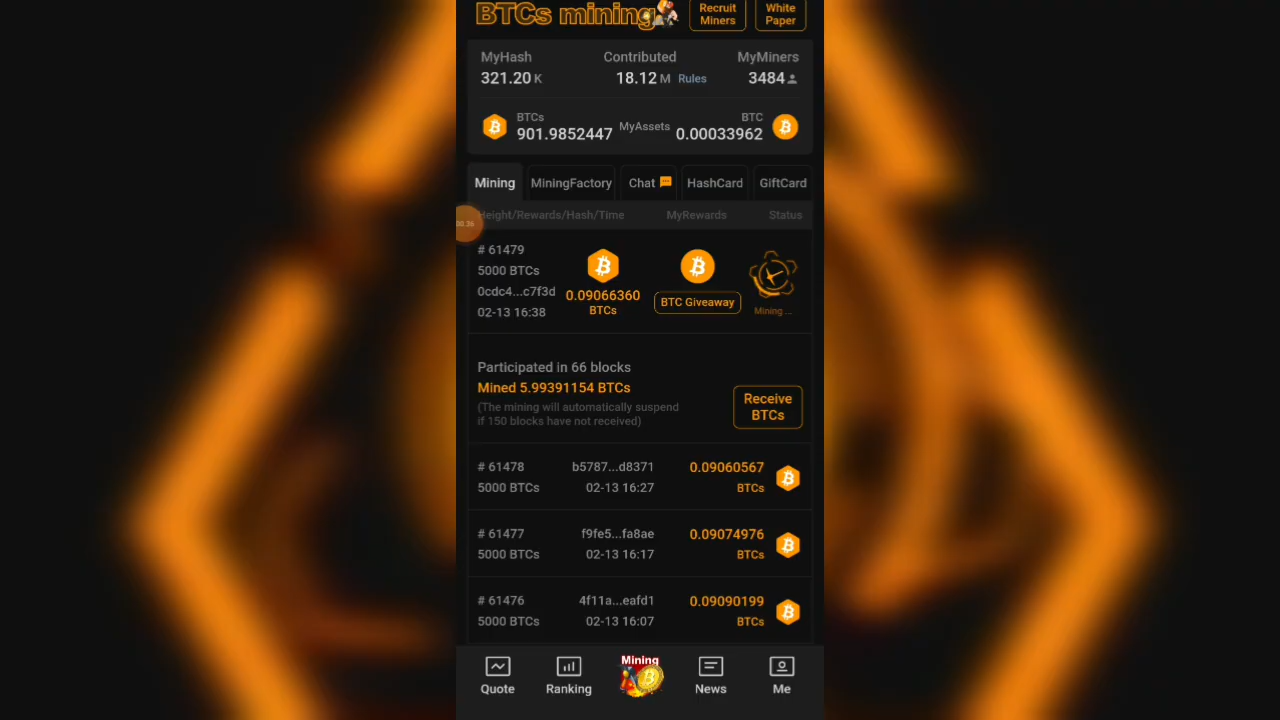 BTCs mining
Recruit
Miners
White
Paper
MyHash
Contributed
MyMiners
321.20 K
18.12 M Rules
3484
BTCs
901.9852447
MyAssets
BTC
0.00033962
Mining
MiningFactory
Chat
HashCard
GiftCard
Height/Rewards/Hash/Time
MyRewards
Status
# 61479
5000 BTCs
0cdc4...c7f3d
02-13 16:38
0.09066360
BTCs
BTC Giveaway
Mining ...
Participated in 66 blocks
Mined 5.99391154 BTCs
(The mining will automatically suspend
if 150 blocks have not received)
Receive
BTCs
# 61478
b5787...d8371
0.09060567
5000 BTCs
02-13 16:27
BTCs
# 61477
f9fe5...fa8ae
0.09074976
5000 BTCs
02-13 16:17
BTCs
# 61476
4f11a...eafd1
0.09090199
5000 BTCs
02-13 16:07
BTCs
Mining
Quote
Ranking
News
Me